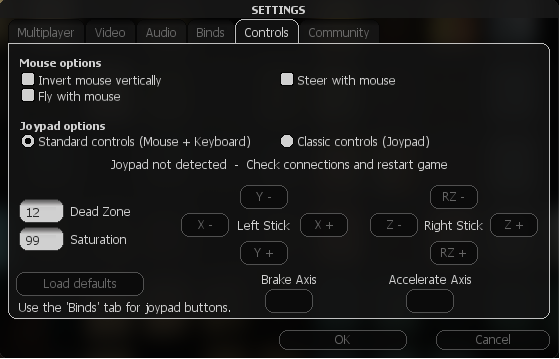 SETTINGS
Multiplayer Video Audio Binds Controls Community
Mouse options
Invert mouse vertically Steer with mouse
Fly with mouse
Joypad options
Standard controls (Mouse + Keyboard) Classic controls (Joypad)
Joypad not detected - Check connections and restart game
Y - RZ -
12 Dead Zone
X - Left Stick X + Z - Right Stick Z +
99 Saturation
Y + RZ +
Load defaults Brake Axis Accelerate Axis
Use the 'Binds' tab for joypad buttons.
OK Cancel